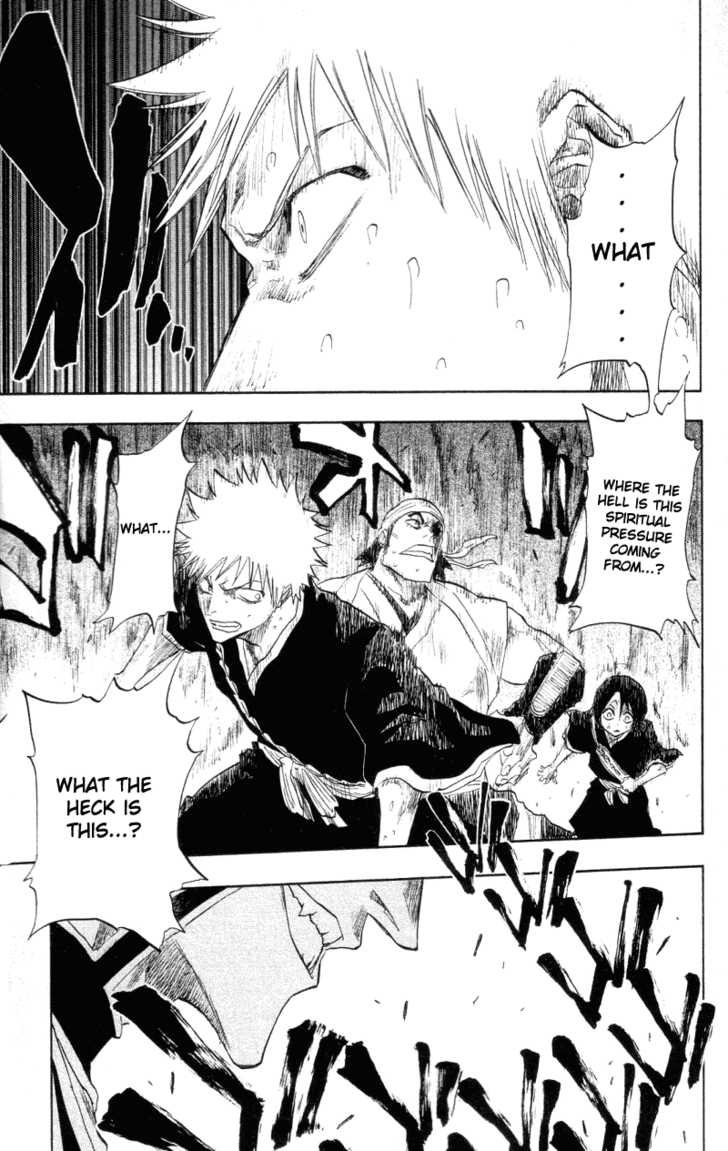 ....
WHAT
....
WHERE THE
HELL IS THIS
SPIRITUAL
PRESSURE
COMING
FROM...?
WHAT...
WHAT THE
HECK IS
THIS...?